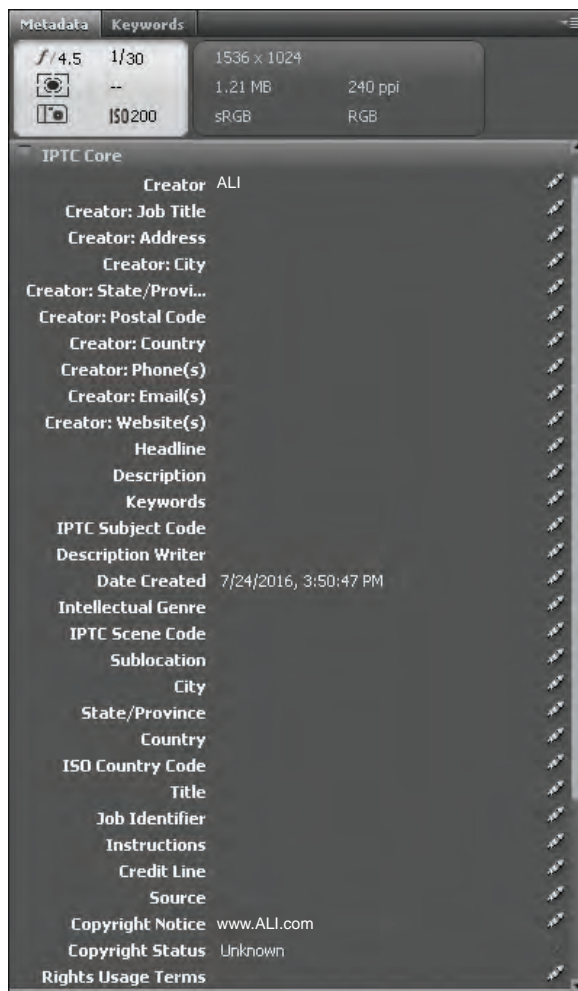 Metadata Keywords
f/4.5 1/30
--
ISO200
1536 x 1024
1.21 MB 240 ppi
sRGB RGB
IPTC Core
Creator ALI
Creator: Job Title
Creator: Address
Creator: City
Creator: State/Provi...
Creator: Postal Code
Creator: Country
Creator: Phone(s)
Creator: Email(s)
Creator: Website(s)
Headline
Description
Keywords
IPTC Subject Code
Description Writer
Date Created 7/24/2016, 3:50:47 PM
Intellectual Genre
IPTC Scene Code
Sublocation
City
State/Province
Country
ISO Country Code
Title
Job Identifier
Instructions
Credit Line
Source
Copyright Notice www.ALI.com
Copyright Status Unknown
Rights Usage Terms